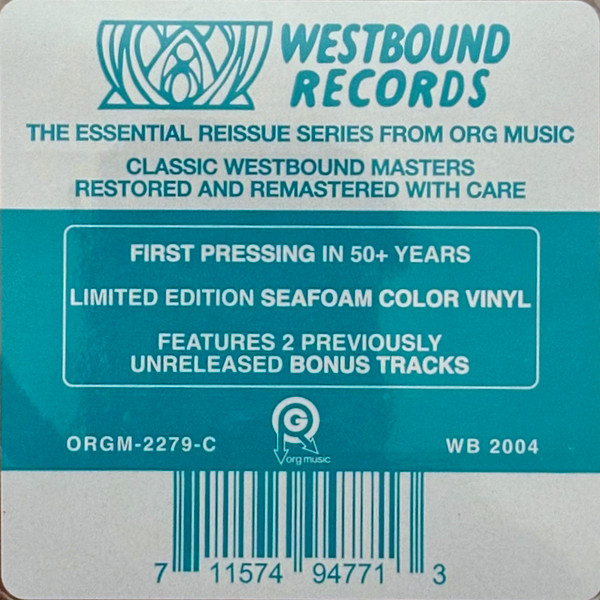 WESTBOUND
RECORDS
THE ESSENTIAL REISSUE SERIES FROM ORG MUSIC
CLASSIC WESTBOUND MASTERS
RESTORED AND REMASTERED WITH CARE
FIRST PRESSING IN 50+ YEARS
LIMITED EDITION SEAFOAM COLOR VINYL
FEATURES 2 PREVIOUSLY
UNRELEASED BONUS TRACKS
G
org music
ORGM-2279-C
WB 2004
7 11574 94771 3